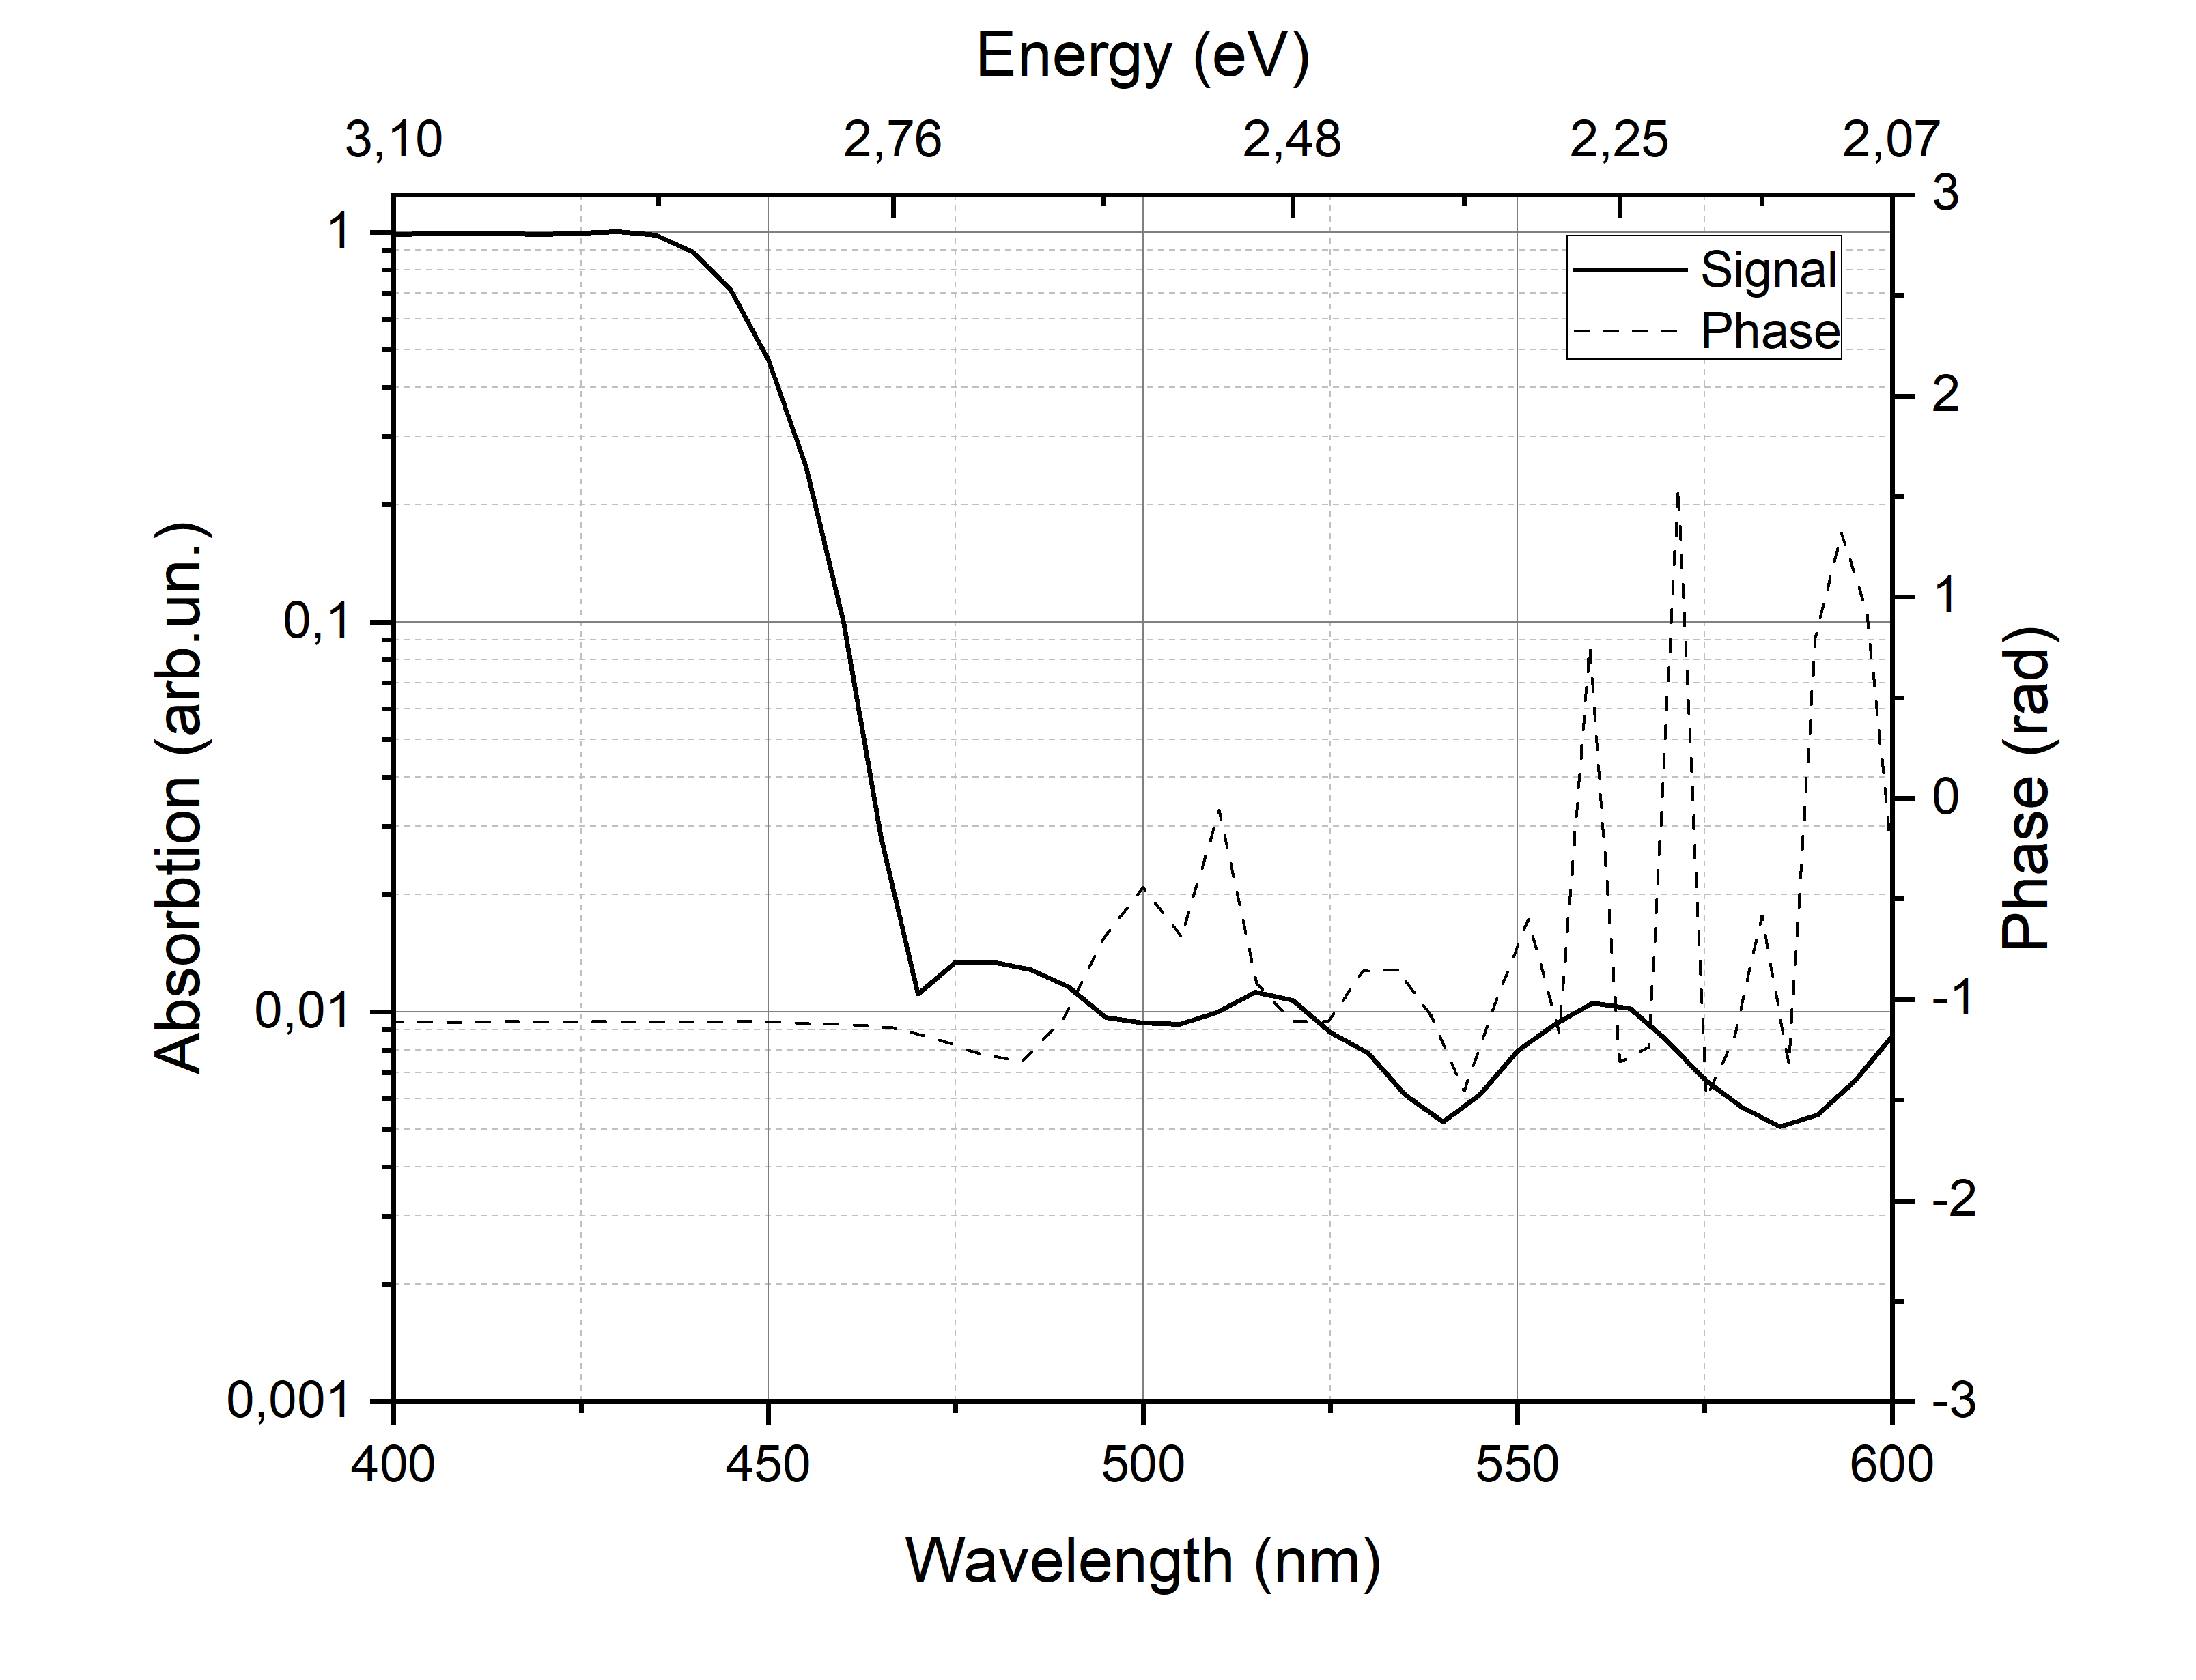 Energy (eV)
3,10 2,76 2,48 2,25 2,07
Signal
Phase
Absorbtion (arb.un.)
1
0,1
0,01
0,001
Phase (rad)
3
2
1
0
-1
-2
-3
400 450 500 550 600
Wavelength (nm)